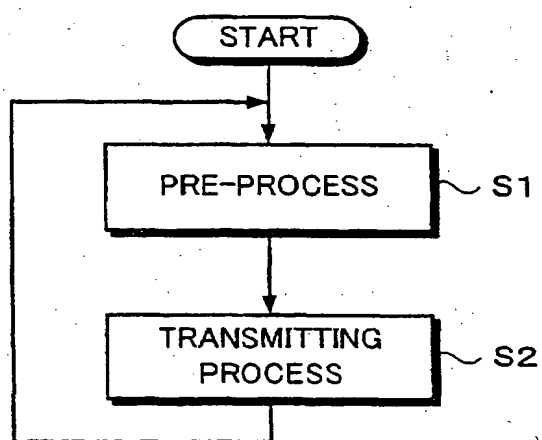 START
PRE-PROCESS
S1
TRANSMITTING
PROCESS
S2